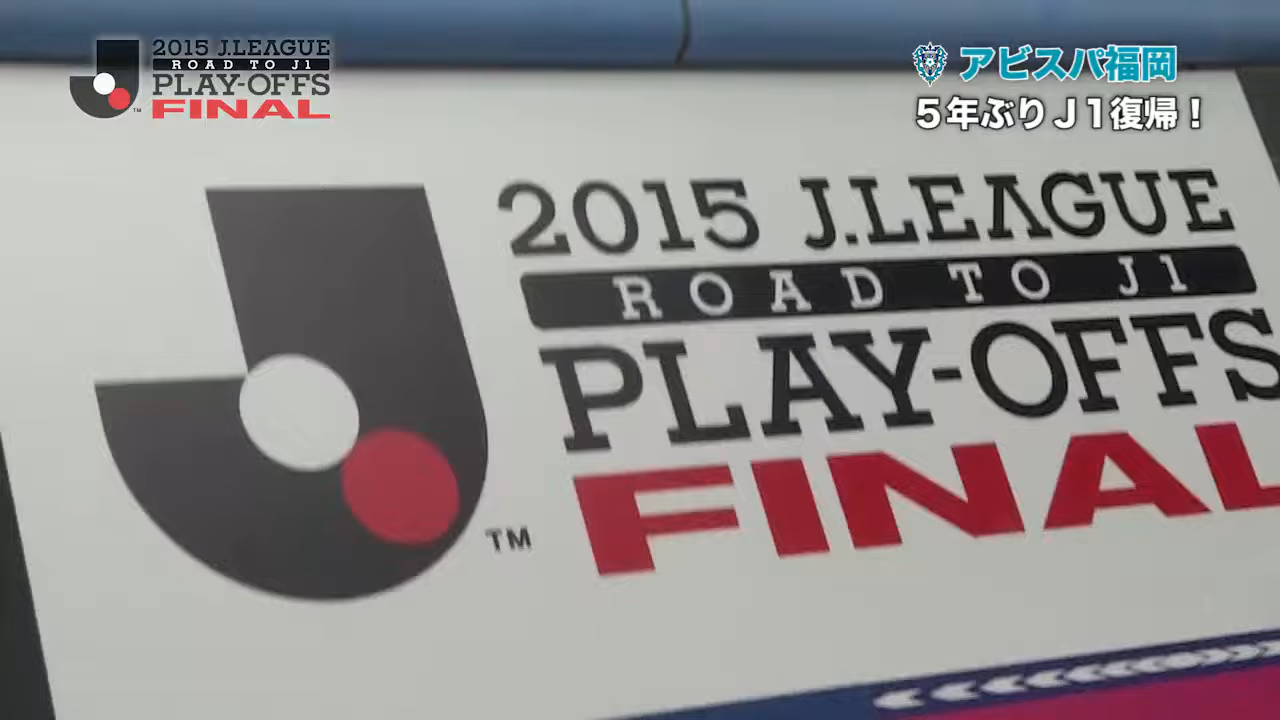 2015 J.LEAGUE
ROAD TO J1
PLAY-OFFS
FINAL
TM
アビスパ福岡
5年ぶりJ1復帰！
2015 J.LEAGUE
ROAD TO J1
PLAY-OFFS
FINAL
TM